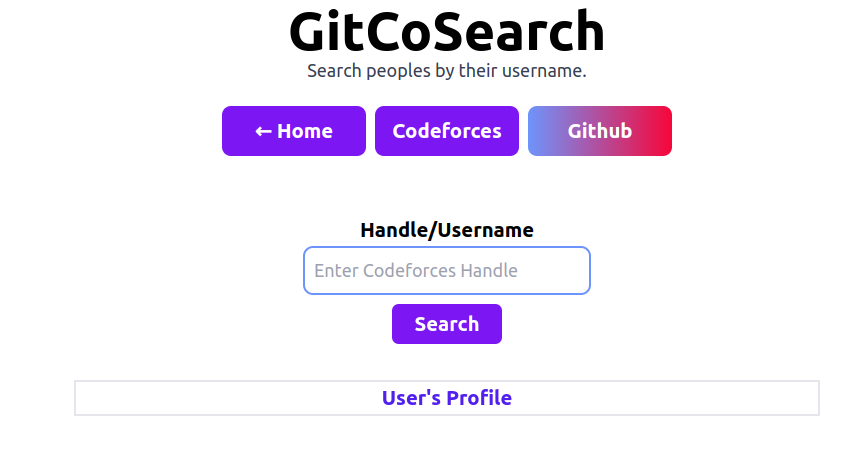 GitCoSearch
Search peoples by their username.
← Home Codeforces Github
Handle/Username
Enter Codeforces Handle
Search
User's Profile